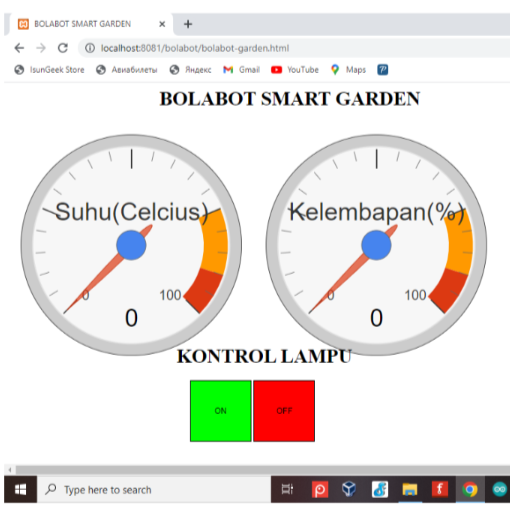 BOLABOT SMART GARDEN
localhost:8081/bolabot/bolabot-garden.html
IsunGeek Store Авиабилеты Яндекс Gmail YouTube Maps
BOLABOT SMART GARDEN
Suhu(Celcius) Kelembapan(%)
0 100 0 100
0 0
KONTROL LAMPU
ON OFF
Type here to search